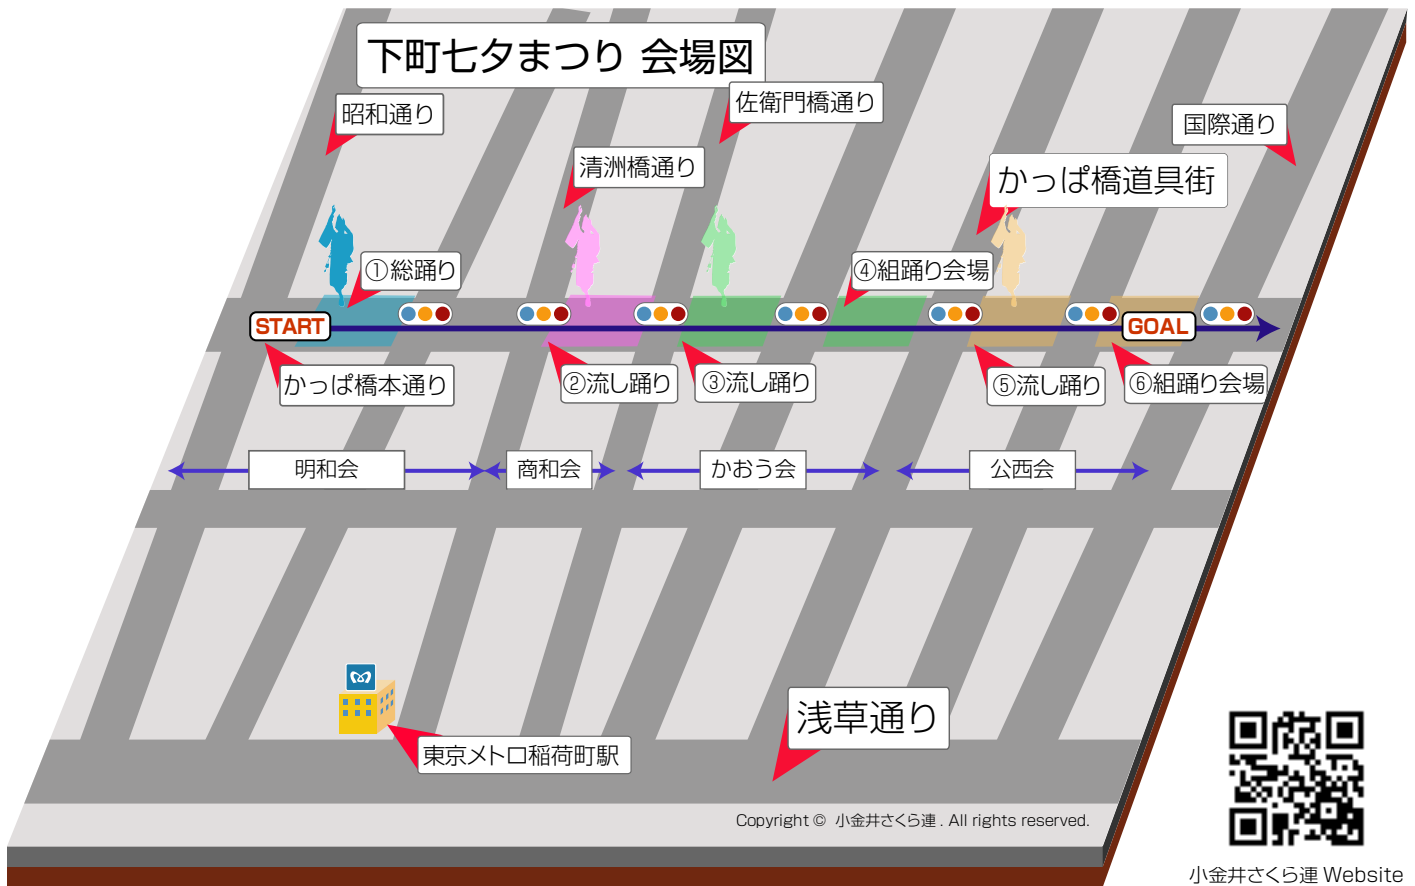 下町七夕まつり 会場図
昭和通り
佐衛門橋通り
国際通り
清洲橋通り
かっぱ橋道具街
①総踊り
④組踊り会場
START
GOAL
かっぱ橋本通り
②流し踊り
③流し踊り
⑤流し踊り
⑥組踊り会場
明和会
商和会
かおう会
公西会
浅草通り
東京メトロ稲荷町駅
Copyright © 小金井さくら連 . All rights reserved.
小金井さくら連 Website